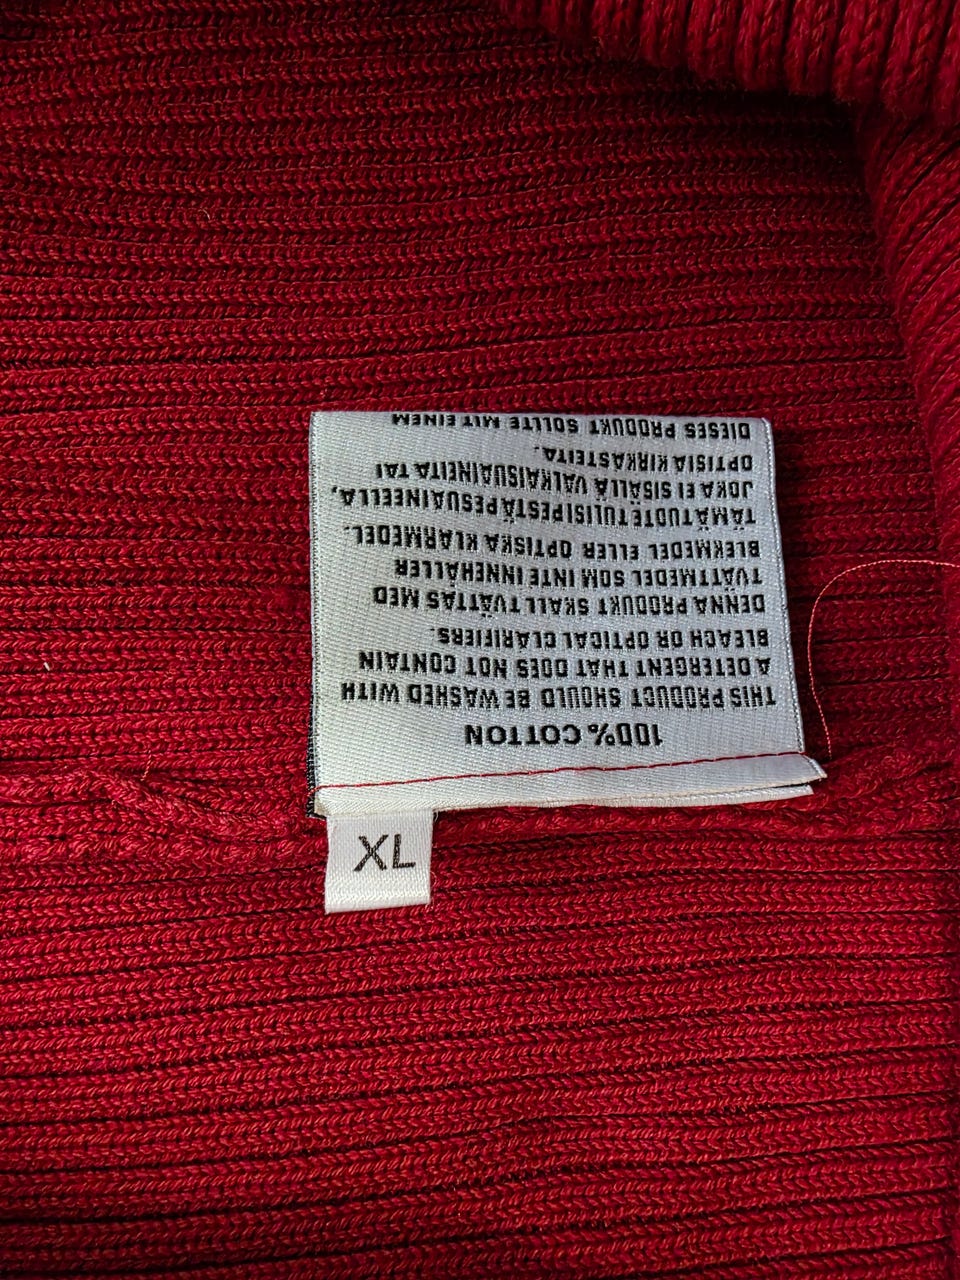 100% COTTON
THIS PRODUCT SHOULD BE WASHED WITH
A DETERGENT THAT DOES NOT CONTAIN
BLEACH OR OPTICAL CLARIFIERS.
DENNA PRODUKT SKALL TVÄTTAS MED
TVÄTTMEDEL SOM INTE INNEHÅLLER
BLEKMEDEL ELLER OPTISKA KLARMEDEL.
TÄMÄ TUOTE TULISI PESTÄ PESUAINEELLA,
JOKA EI SISÄLLÄ VALKAISUAINEITA TAI
OPTISIA KIRKASTEITA.
DIESES PRODUKT SOLLTE MIT EINEM
XL